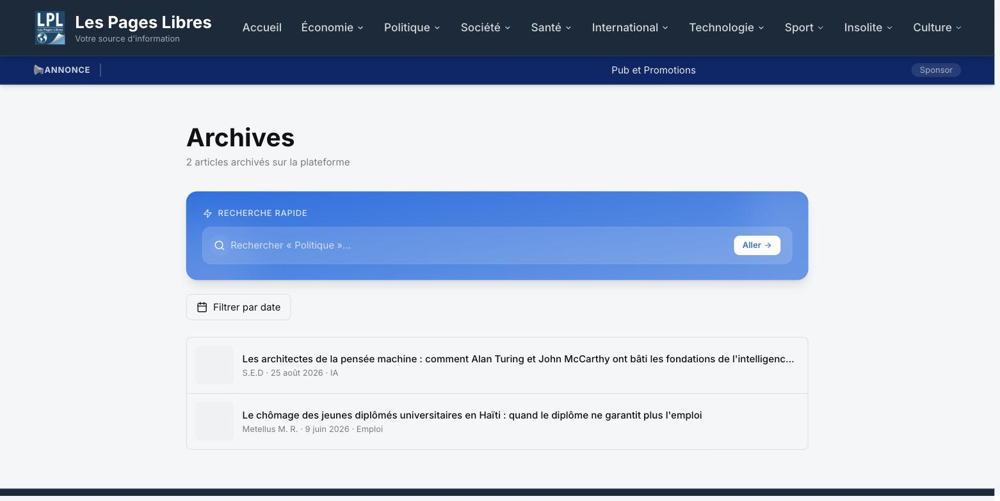 LPL
Les Pages Libres
Les Pages Libres
Votre source d'information
Accueil
Économie
Politique
Société
Santé
International
Technologie
Sport
Insolite
Culture
ANNONCE
Pub et Promotions
Sponsor
Archives
2 articles archivés sur la plateforme
RECHERCHE RAPIDE
Rechercher « Politique »...
Aller →
Filtrer par date
Les architectes de la pensée machine : comment Alan Turing et John McCarthy ont bâti les fondations de l'intelligenc...
S.E.D · 25 août 2026 · IA
Le chômage des jeunes diplômés universitaires en Haïti : quand le diplôme ne garantit plus l'emploi
Metellus M. R. · 9 juin 2026 · Emploi